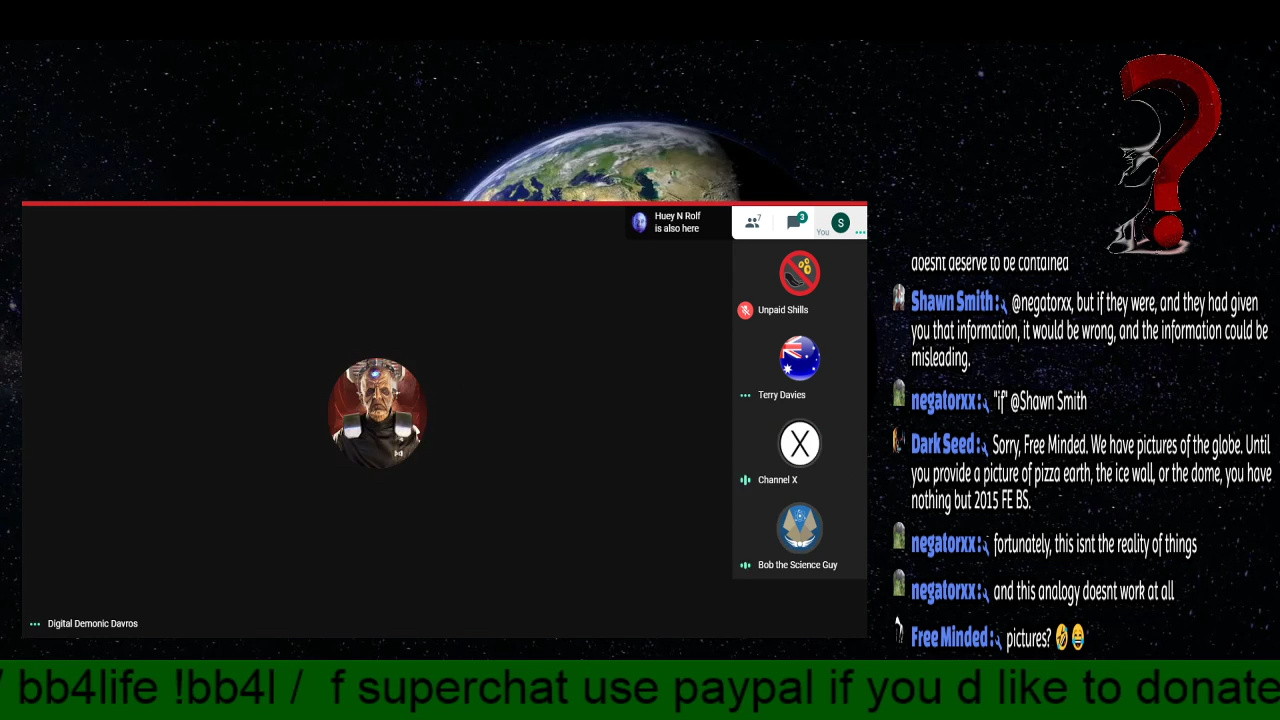 Huey N Rolf
is also here
7
3
You
S
Unpaid Shills
Terry Davies
X
Channel X
Bob the Science Guy
Digital Demonic Davros
?
doesnt deserve to be contained
Shawn Smith: @negatorxx, but if they were, and they had given
you that information, it would be wrong, and the information could be
misleading.
negatorxx: "if" @Shawn Smith
Dark Seed: Sorry, Free Minded. We have pictures of the globe. Until
you provide a picture of pizza earth, the ice wall, or the dome, you have
nothing but 2015 FE BS.
negatorxx: fortunately, this isnt the reality of things
negatorxx: and this analogy doesnt work at all
Free Minded: pictures? 🤣😂
/ bb4life !bb4l / f superchat use paypal if you d like to donate